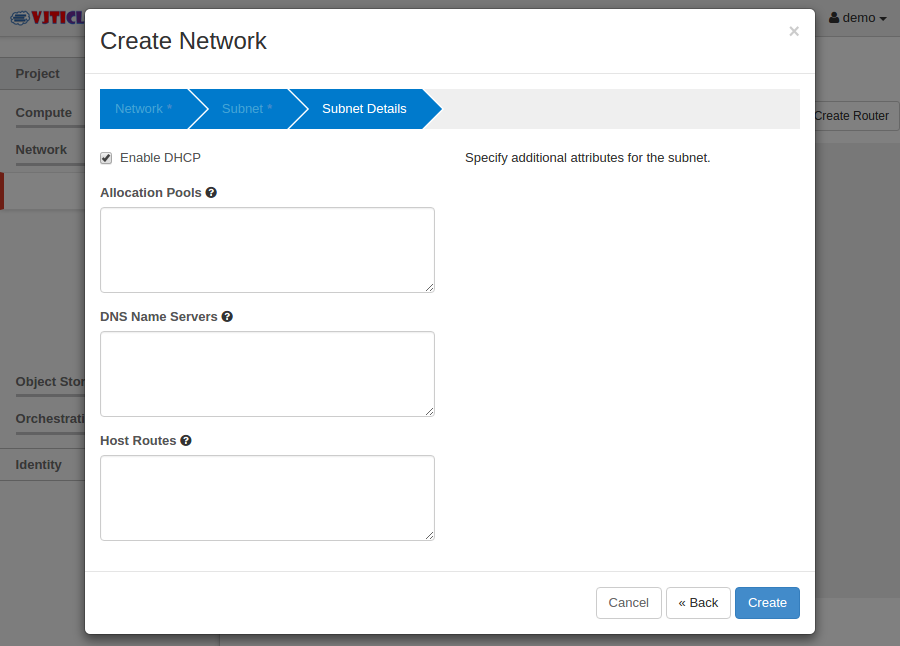 VJTICL
demo
Create Network
×
Project
Network *
Subnet *
Subnet Details
Compute
Create Router
Network
Enable DHCP
Specify additional attributes for the subnet.
Allocation Pools
DNS Name Servers
Object Stor
Orchestrati
Host Routes
Identity
Cancel
« Back
Create